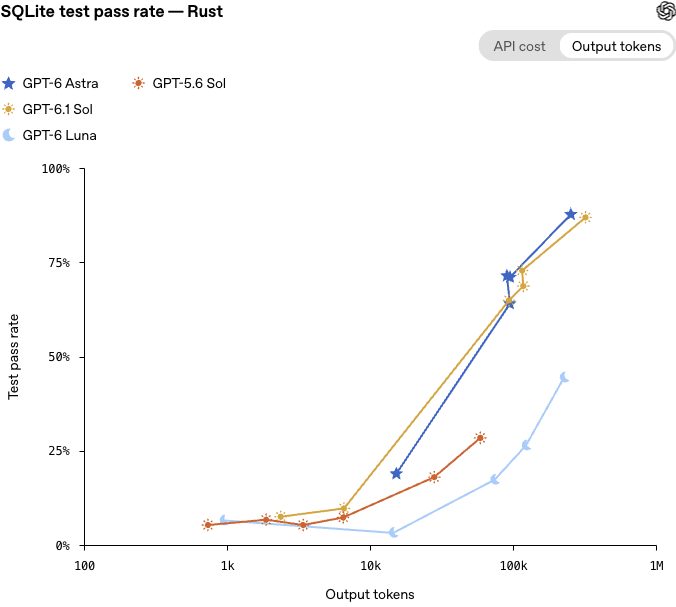 SQLite test pass rate — Rust
API cost
Output tokens
GPT-6 Astra
GPT-5.6 Sol
GPT-6.1 Sol
GPT-6 Luna
100%
75%
50%
25%
0%
Test pass rate
100
1k
10k
100k
1M
Output tokens